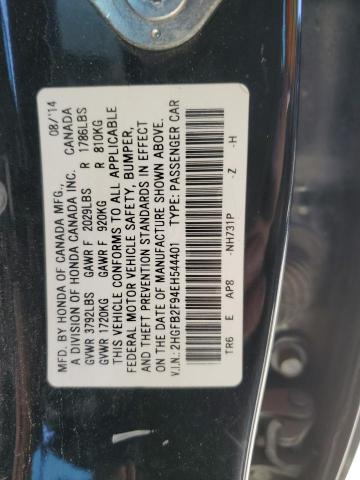 MFD. BY HONDA OF CANADA MFG., 08/'14
A DIVISION OF HONDA CANADA INC. CANADA
GVWR 3792LBS GAWR F 2029LBS R 1786LBS
GVWR 1720KG GAWR F 920KG R 810KG
THIS VEHICLE CONFORMS TO ALL APPLICABLE
FEDERAL MOTOR VEHICLE SAFETY, BUMPER,
AND THEFT PREVENTION STANDARDS IN EFFECT
ON THE DATE OF MANUFACTURE SHOWN ABOVE.
V.I.N.: 2HGFB2F94EH544401 TYPE: PASSENGER CAR
TR6 E AP8 -NH731P -Z -H